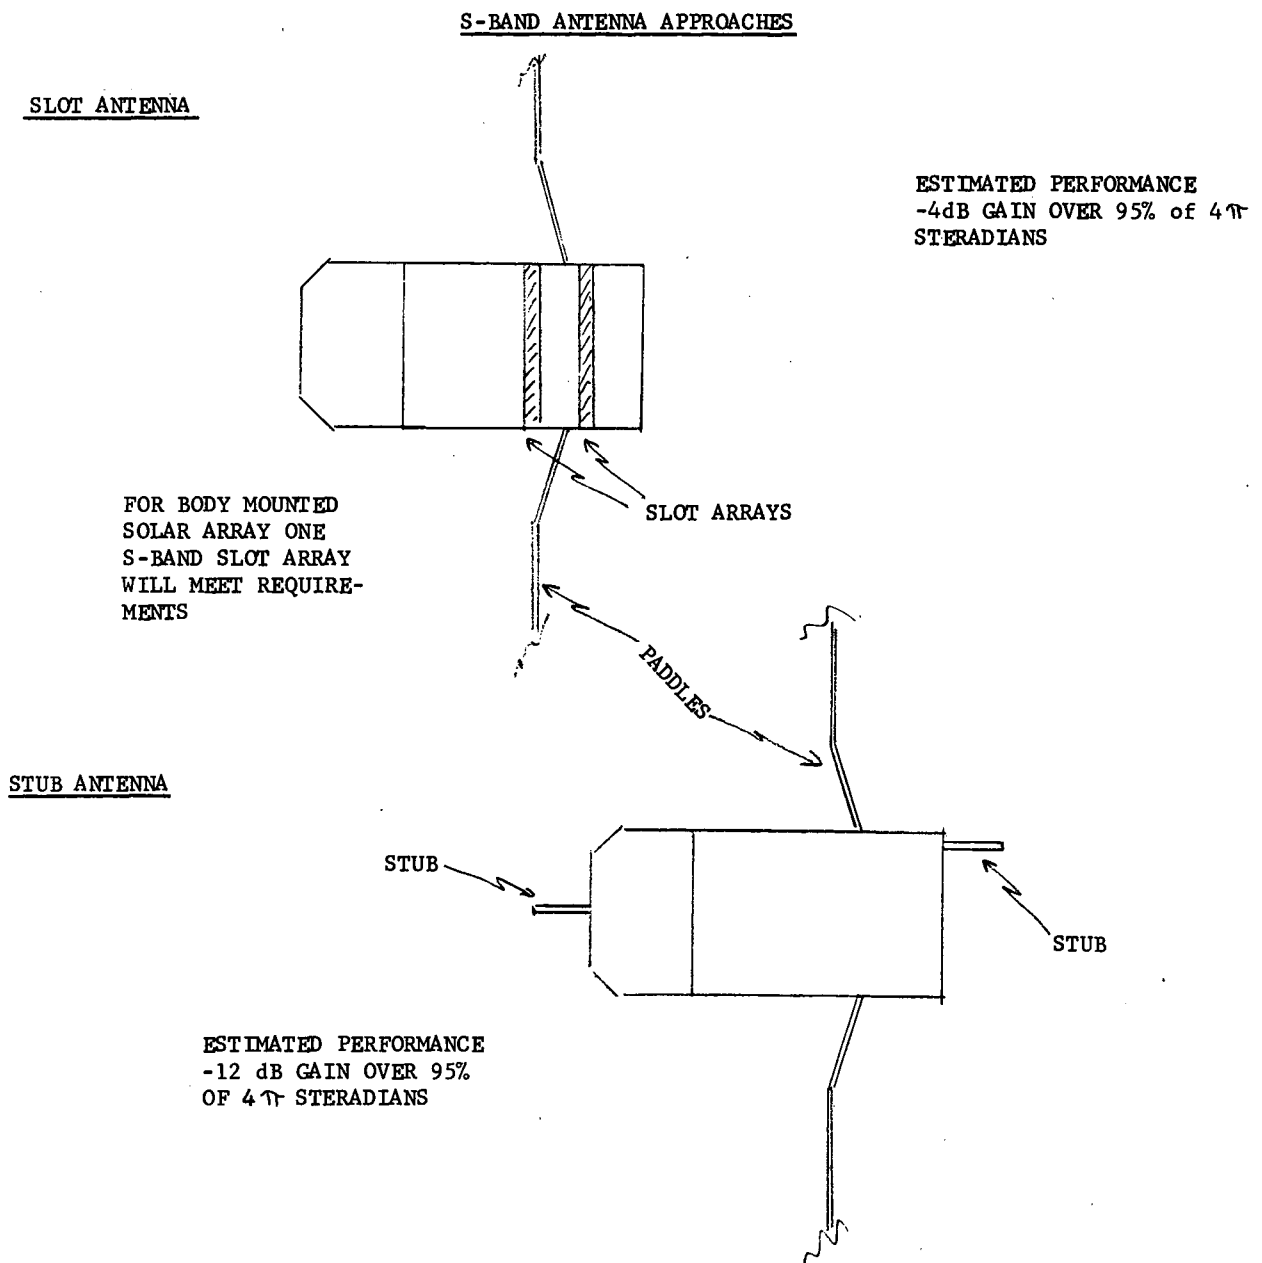 S-BAND ANTENNA APPROACHES
SLOT ANTENNA
ESTIMATED PERFORMANCE
-4dB GAIN OVER 95% of 4π
STERADIANS
FOR BODY MOUNTED
SOLAR ARRAY ONE
S-BAND SLOT ARRAY
WILL MEET REQUIRE-
MENTS
SLOT ARRAYS
PADDLES
STUB ANTENNA
STUB
STUB
ESTIMATED PERFORMANCE
-12 dB GAIN OVER 95%
OF 4π STERADIANS